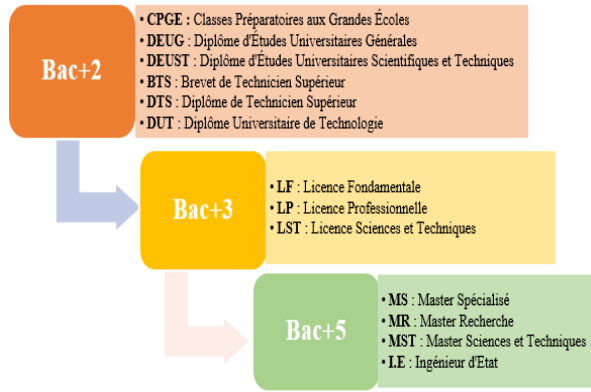 Bac+2
• CPGE : Classes Préparatoires aux Grandes Écoles
• DEUG : Diplôme d'Études Universitaires Générales
• DEUST : Diplôme d'Études Universitaires Scientifiques et Techniques
• BTS : Brevet de Technicien Supérieur
• DTS : Diplôme de Technicien Supérieur
• DUT : Diplôme Universitaire de Technologie
Bac+3
• LF : Licence Fondamentale
• LP : Licence Professionnelle
• LST : Licence Sciences et Techniques
Bac+5
• MS : Master Spécialisé
• MR : Master Recherche
• MST : Master Sciences et Techniques
• I.E : Ingénieur d'Etat